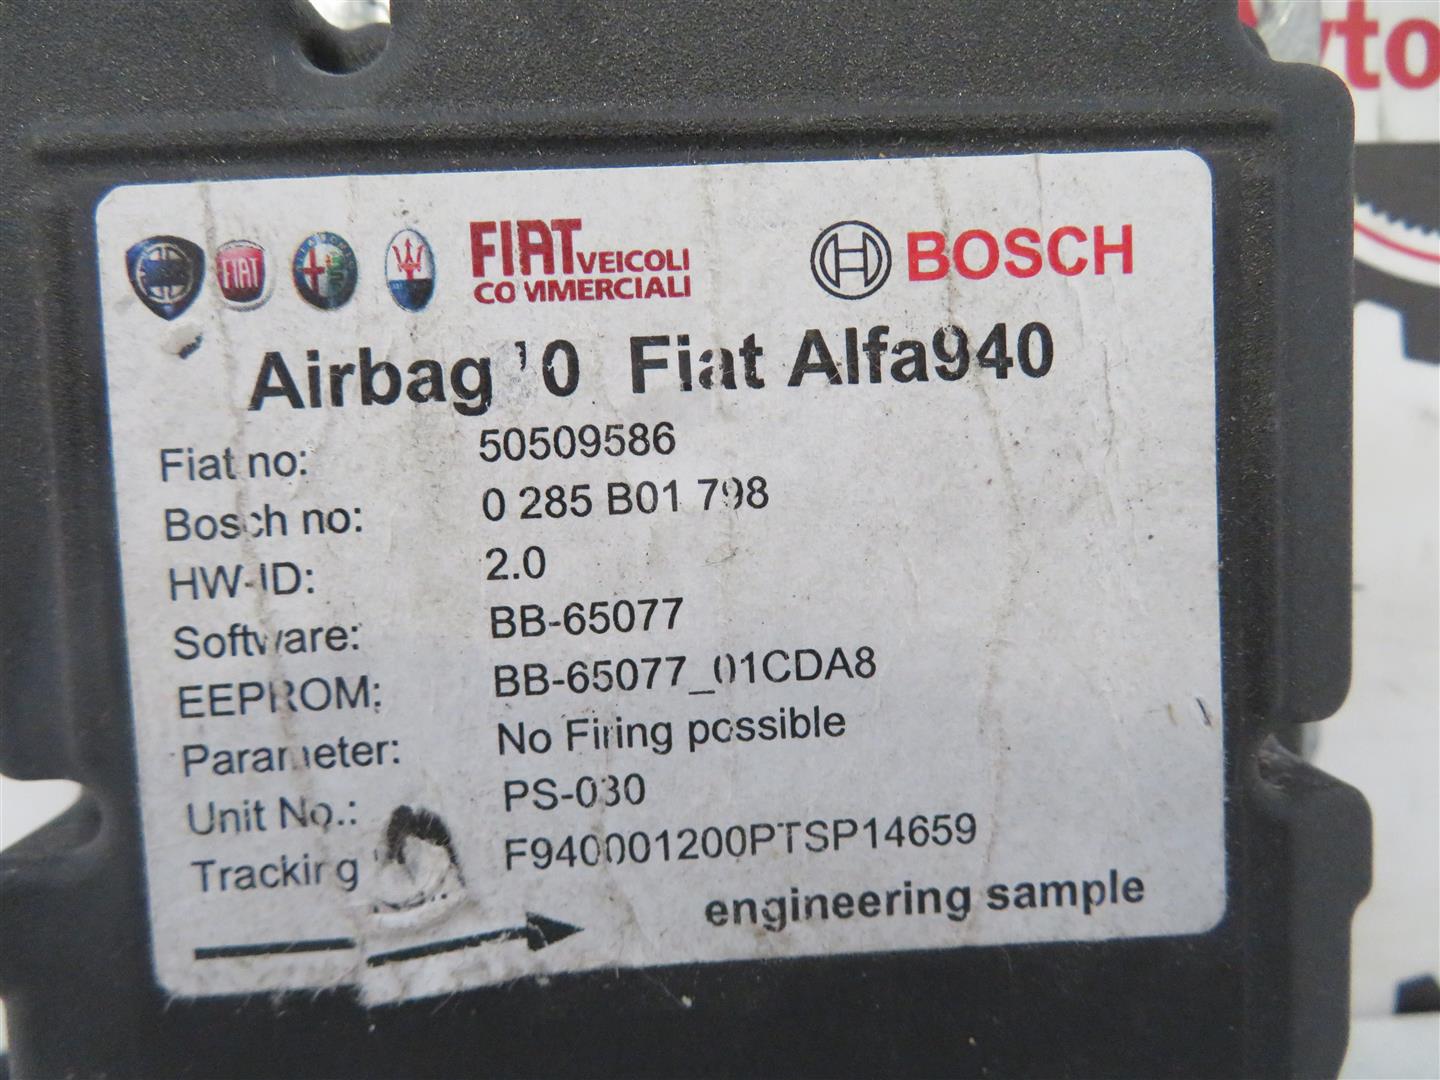 FIAT VEICOLI
COMMERCIALI
FIAT
BOSCH
Airbag Fiat Alfa940
Fiat no: 50509586
Bosch no: 0 285 B01 798
HW-ID: 2.0
Software: BB-65077
EEPROM: BB-65077_01CDA8
Parameter: No Firing possible
Unit No.: PS-030
Tracking F940001200PTSP14659
engineering sample